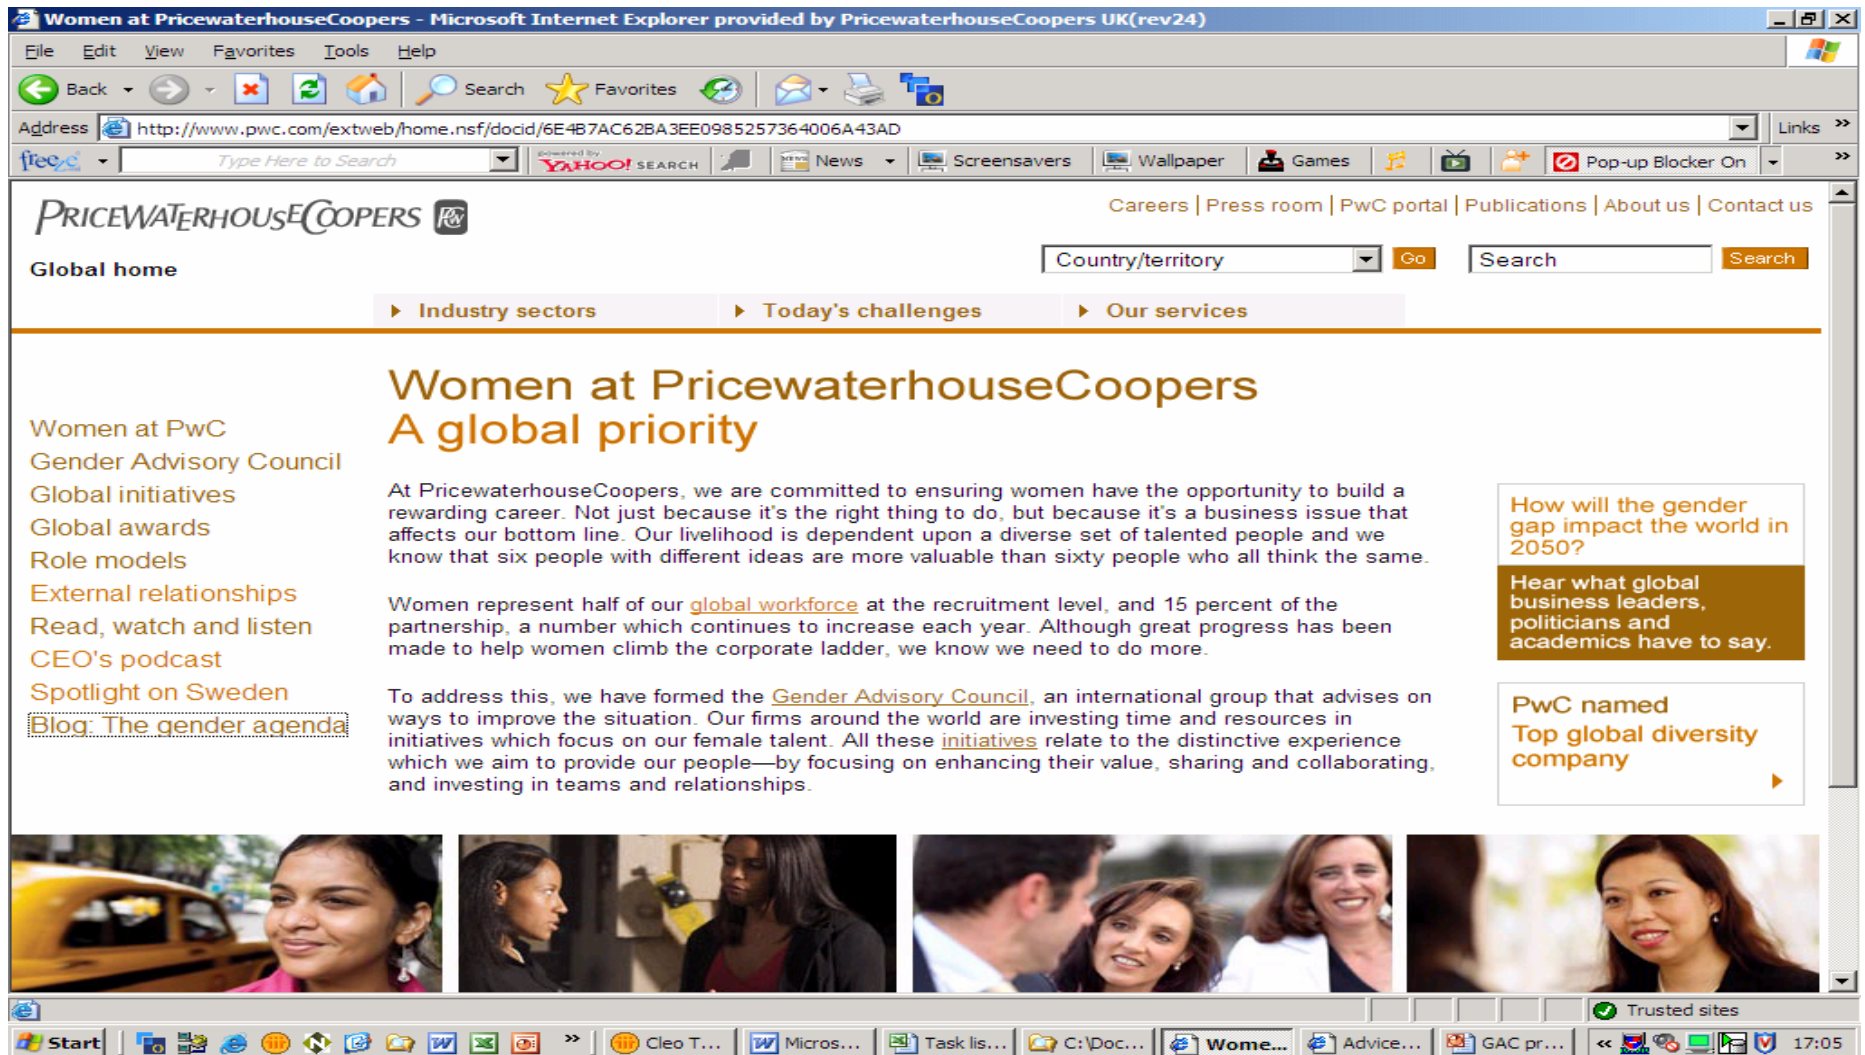 Women at PricewaterhouseCoopers - Microsoft Internet Explorer provided by PricewaterhouseCoopers UK(rev24)
File Edit View Favorites Tools Help
Back Search Favorites
Address http://www.pwc.com/extweb/home.nsf/docid/6E4B7AC62BA3EE0985257364006A43AD Links
Type Here to Search powered by YAHOO! SEARCH News Screensavers Wallpaper Games Pop-up Blocker On
PRICEWATERHOUSECOOPERS PwC
Careers | Press room | PwC portal | Publications | About us | Contact us
Global home
Country/territory Go Search Search
Industry sectors Today's challenges Our services
Women at PricewaterhouseCoopers
A global priority
Women at PwC
Gender Advisory Council
Global initiatives
Global awards
Role models
External relationships
Read, watch and listen
CEO's podcast
Spotlight on Sweden
Blog: The gender agenda
At PricewaterhouseCoopers, we are committed to ensuring women have the opportunity to build a
rewarding career. Not just because it's the right thing to do, but because it's a business issue that
affects our bottom line. Our livelihood is dependent upon a diverse set of talented people and we
know that six people with different ideas are more valuable than sixty people who all think the same.
Women represent half of our global workforce at the recruitment level, and 15 percent of the
partnership, a number which continues to increase each year. Although great progress has been
made to help women climb the corporate ladder, we know we need to do more.
To address this, we have formed the Gender Advisory Council, an international group that advises on
ways to improve the situation. Our firms around the world are investing time and resources in
initiatives which focus on our female talent. All these initiatives relate to the distinctive experience
which we aim to provide our people—by focusing on enhancing their value, sharing and collaborating,
and investing in teams and relationships.
How will the gender
gap impact the world in
2050?
Hear what global
business leaders,
politicians and
academics have to say.
PwC named
Top global diversity
company
Trusted sites
Start Cleo T... Micros... Task lis... C:\Doc... Wome... Advice... GAC pr... 17:05